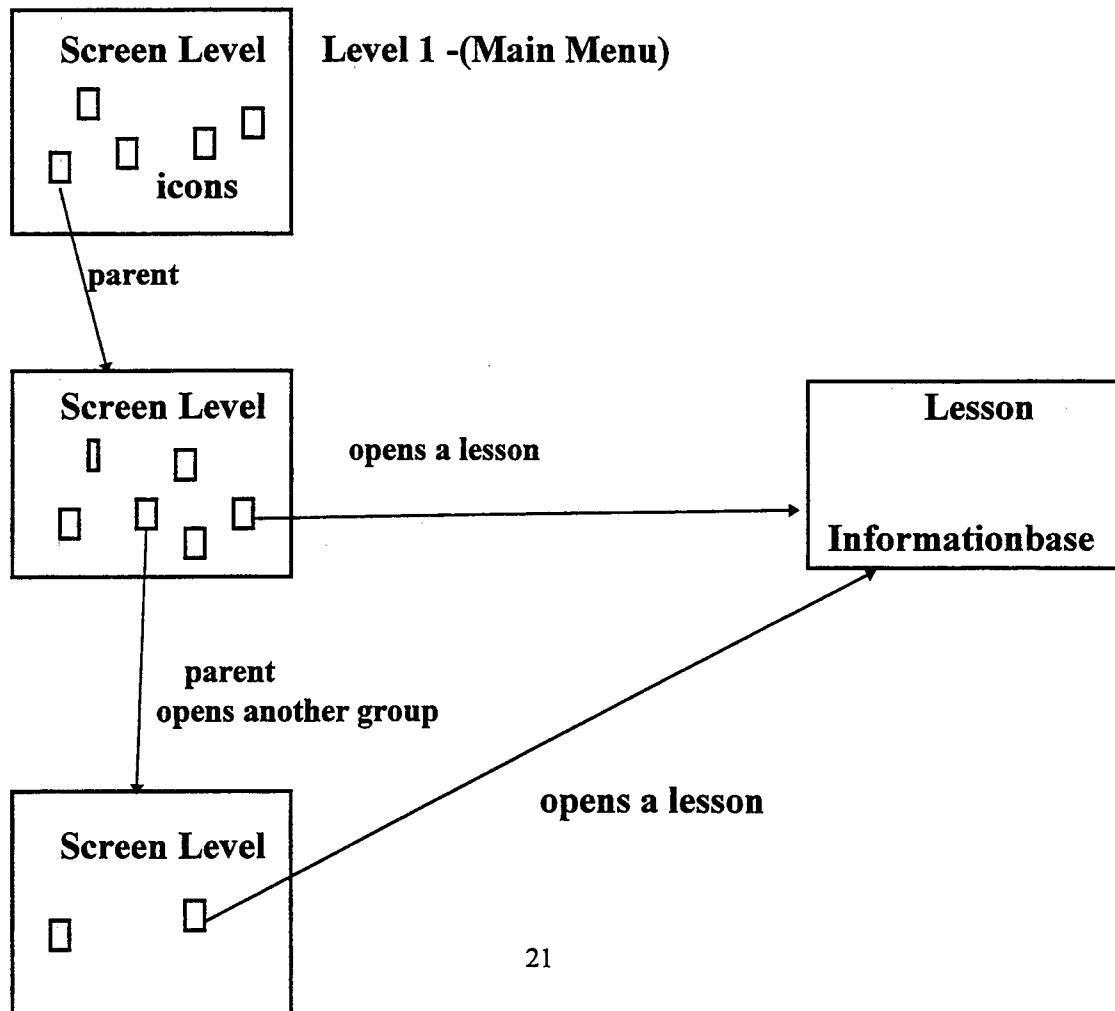 Screen Level
Level 1 -(Main Menu)
icons
parent
Screen Level
opens a lesson
Lesson
Informationbase
parent
opens another group
Screen Level
opens a lesson
21